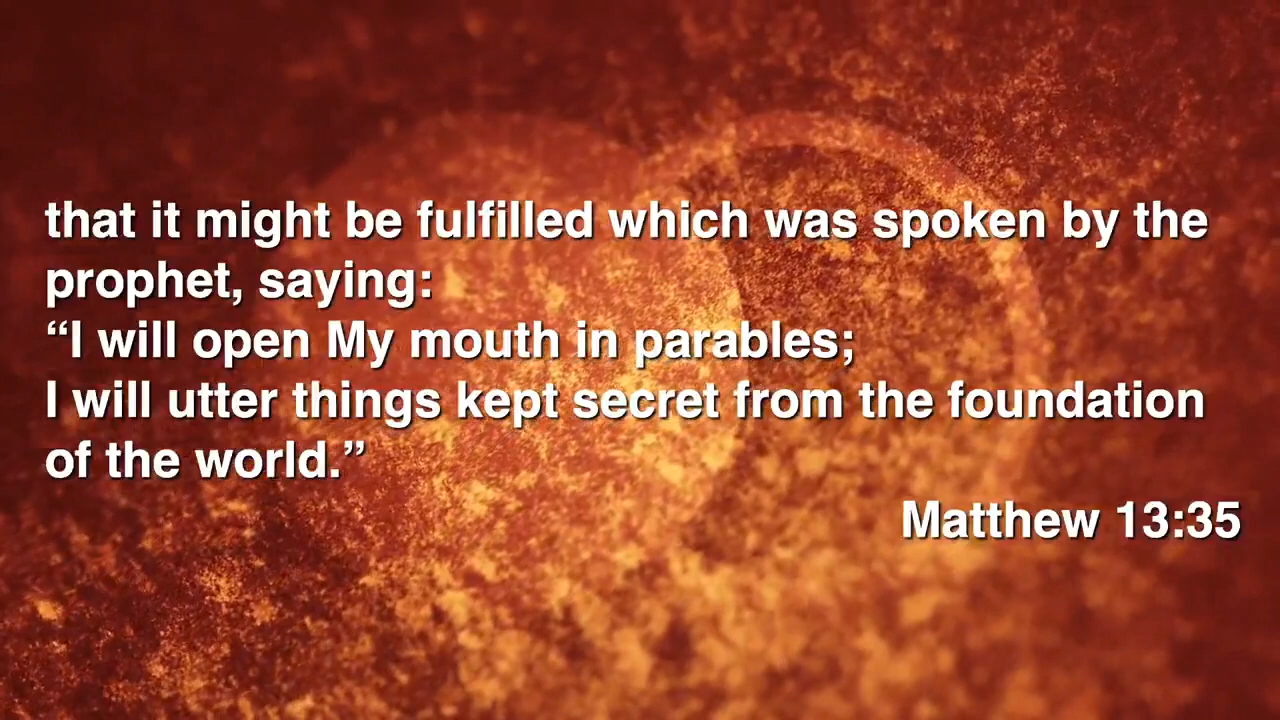 that it might be fulfilled which was spoken by the
prophet, saying:
“I will open My mouth in parables;
I will utter things kept secret from the foundation
of the world.”
Matthew 13:35